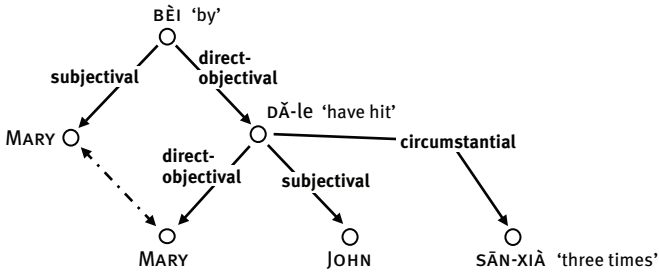 BÈI 'by'
subjectival
direct-
objectival
DǍ-le 'have hit'
MARY
direct-
objectival
subjectival
circumstantial
MARY
JOHN
SĀN-XIÀ 'three times'